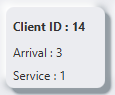 Client ID : 14
Arrival : 3
Service : 1